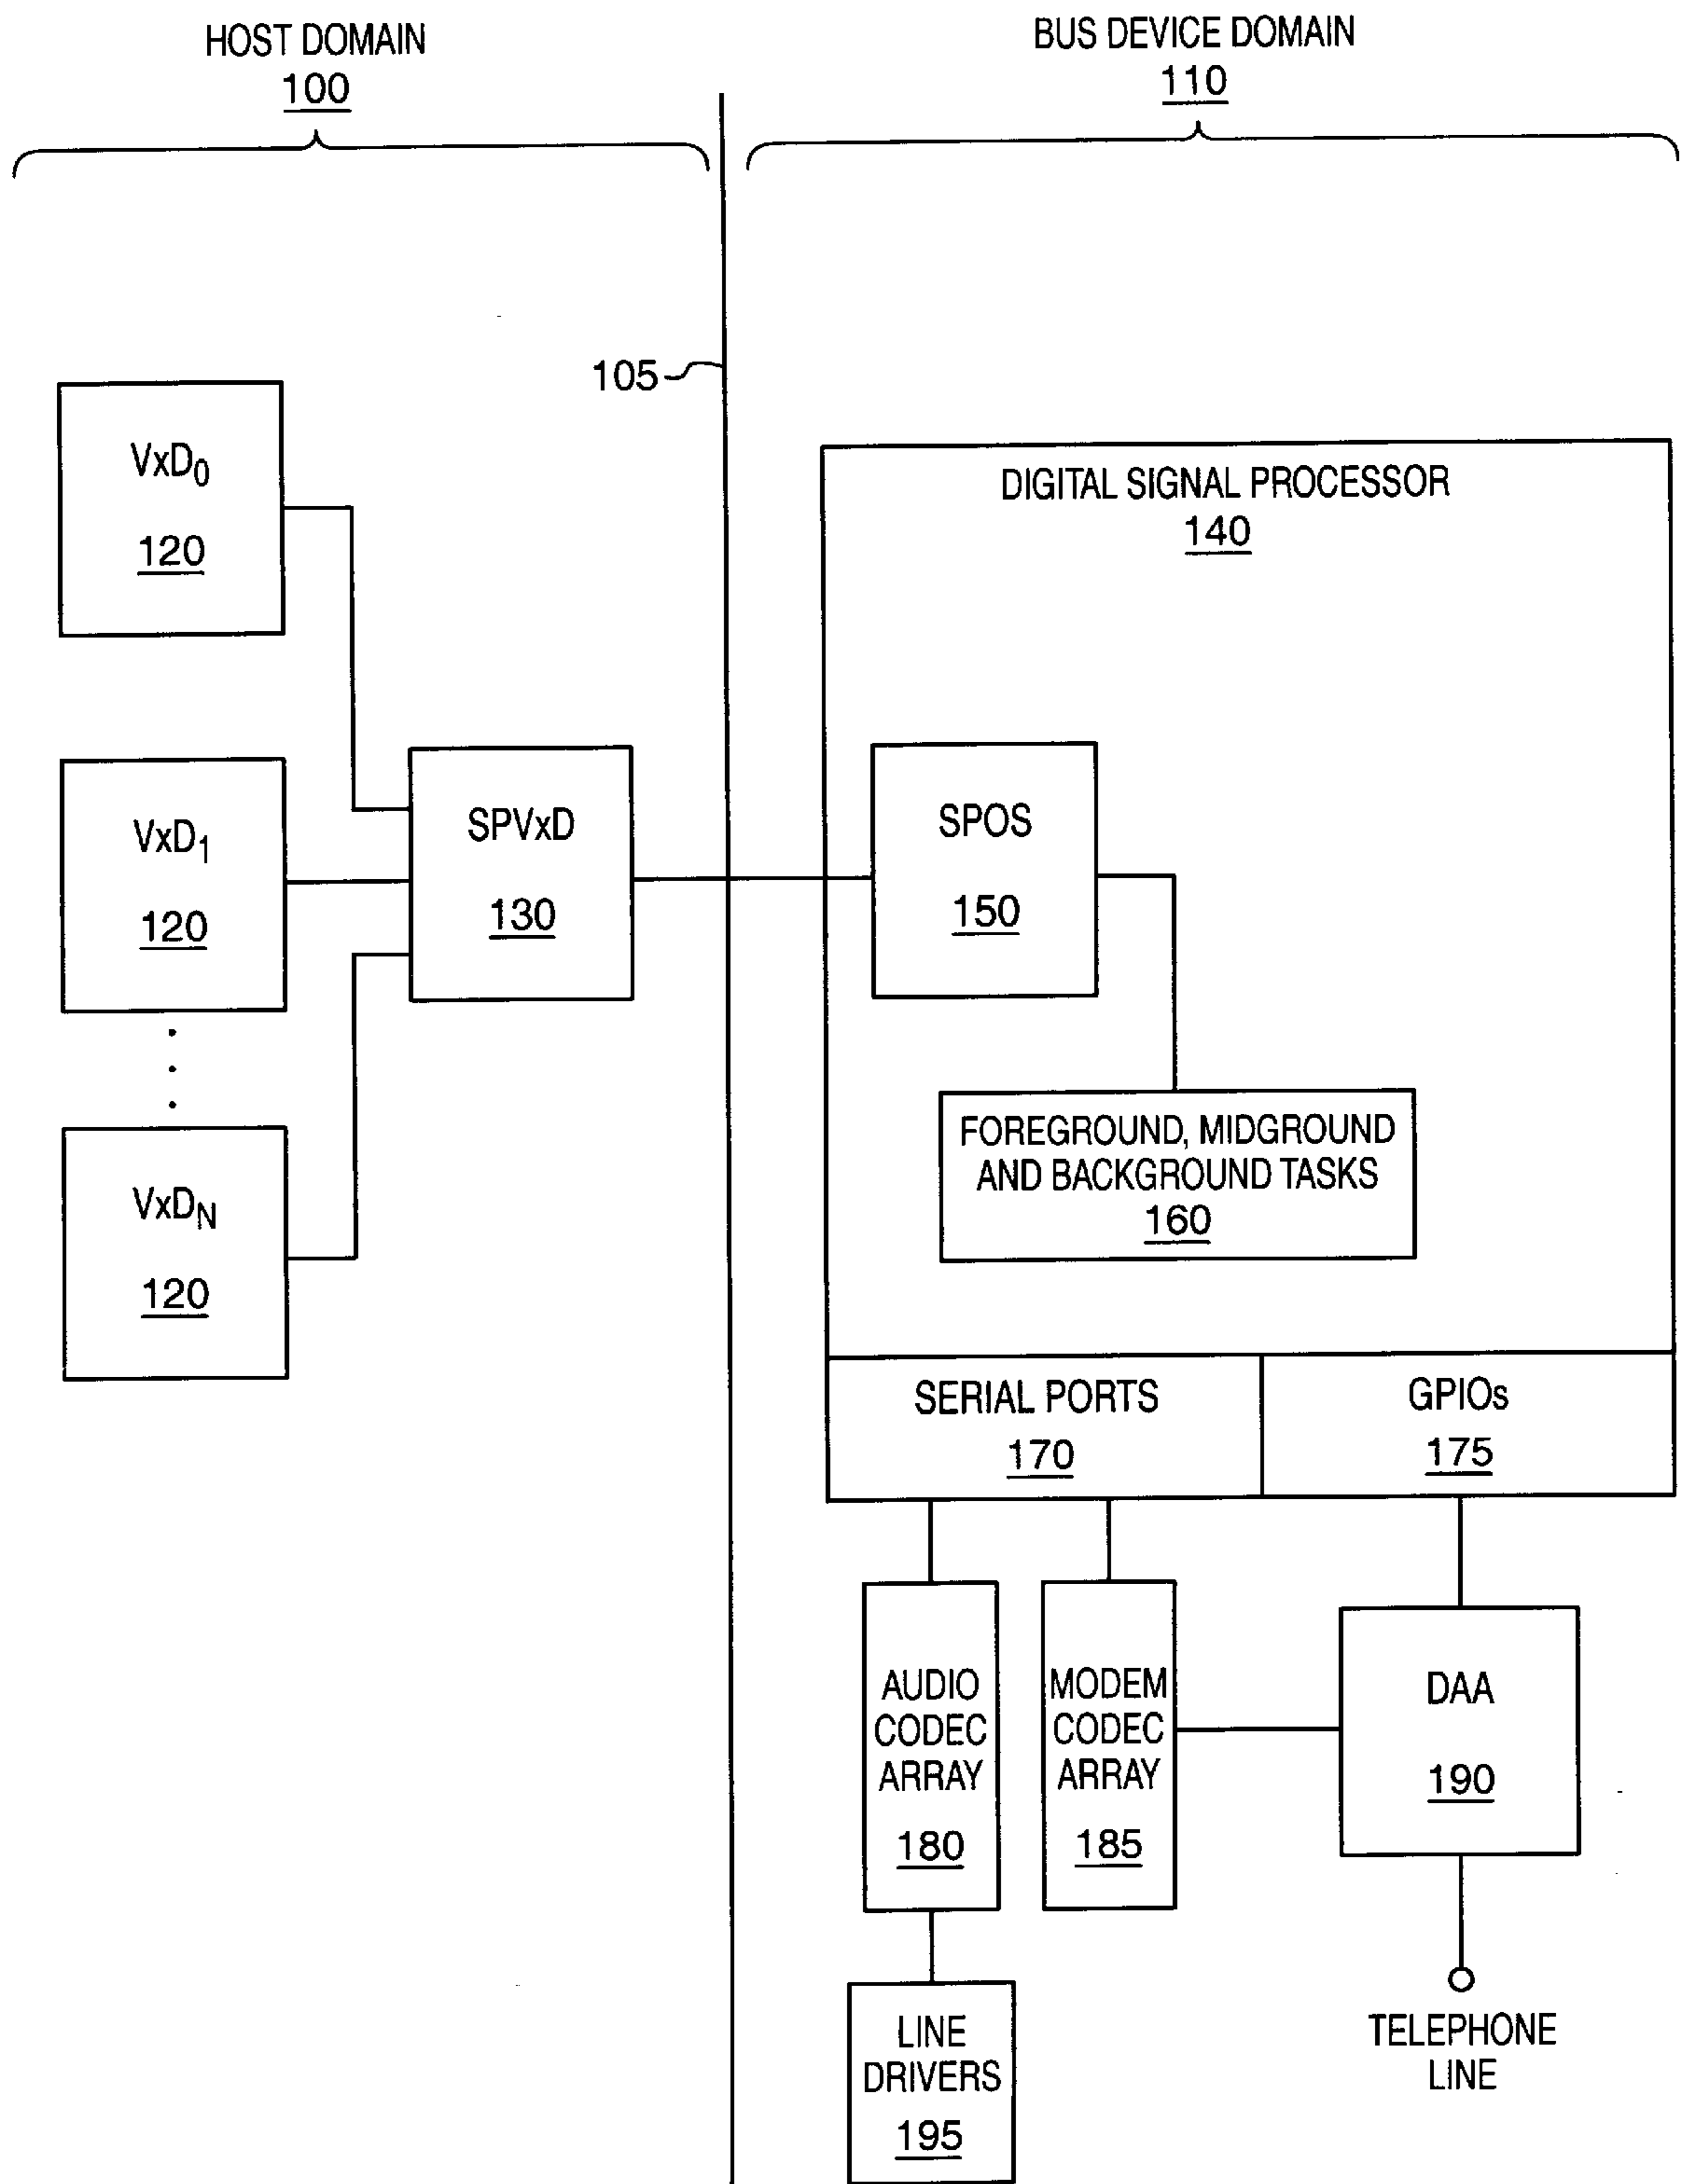 HOST DOMAIN
100
BUS DEVICE DOMAIN
110
105
VxD0
120
VxD1
120
VxDN
120
SPVxD
130
DIGITAL SIGNAL PROCESSOR
140
SPOS
150
FOREGROUND, MIDGROUND
AND BACKGROUND TASKS
160
SERIAL PORTS
170
GPIOs
175
AUDIO
CODEC
ARRAY
180
MODEM
CODEC
ARRAY
185
DAA
190
LINE
DRIVERS
195
TELEPHONE
LINE